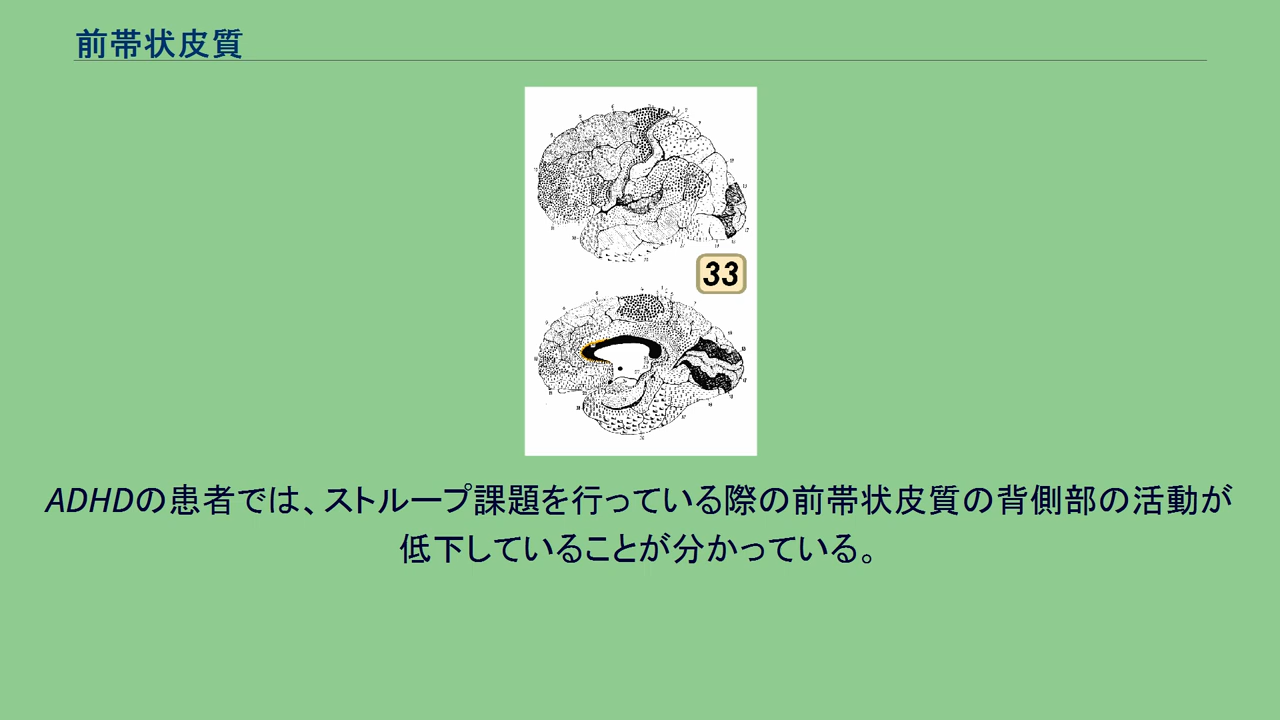 前帯状皮質
33
ADHDの患者では、ストループ課題を行っている際の前帯状皮質の背側部の活動が
低下していることが分かっている。